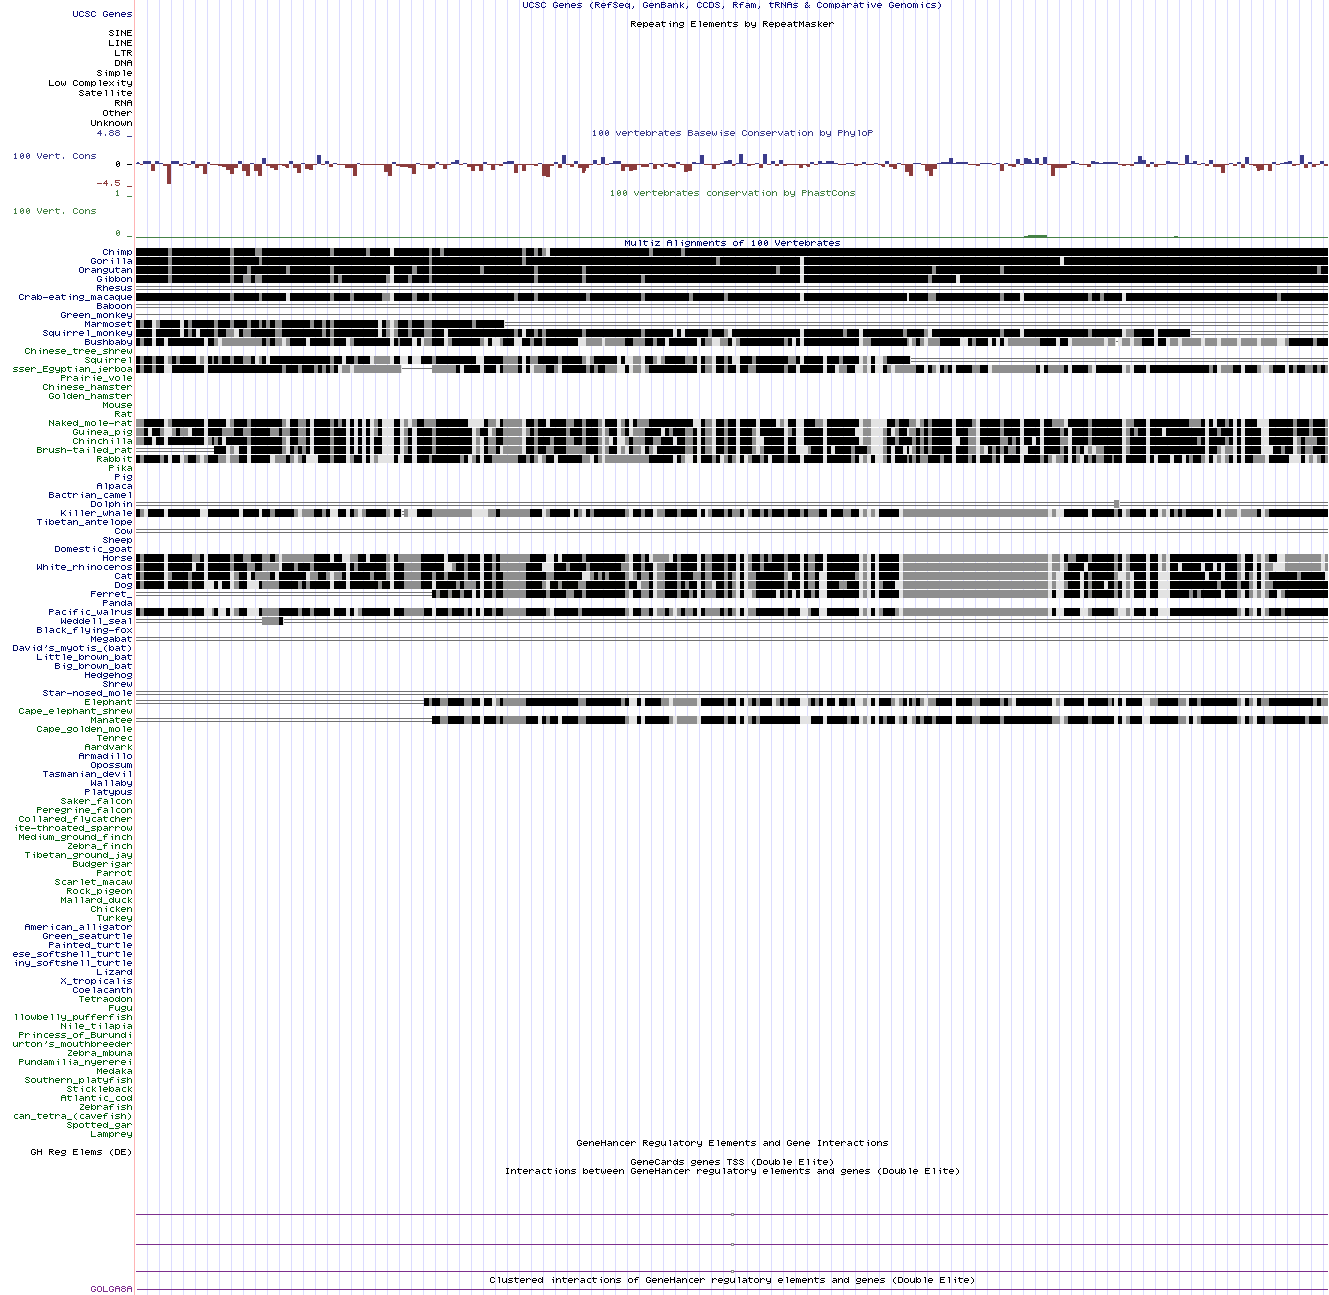 UCSC Genes (RefSeq, GenBank, CCDS, Rfam, tRNAs & Comparative Genomics)
UCSC Genes
Repeating Elements by RepeatMasker
SINE
LINE
LTR
DNA
Simple
Low Complexity
Satellite
RNA
Other
Unknown
4.88 _
100 vertebrates Basewise Conservation by PhyloP
100 Vert. Cons
0 _
-4.5 _
1 _
100 vertebrates conservation by PhastCons
100 Vert. Cons
0 _
Multiz Alignments of 100 Vertebrates
Chimp
Gorilla
Orangutan
Gibbon
Rhesus
Crab-eating_macaque
Baboon
Green_monkey
Marmoset
Squirrel_monkey
Bushbaby
Chinese_tree_shrew
Squirrel
sser_Egyptian_jerboa
Prairie_vole
Chinese_hamster
Golden_hamster
Mouse
Rat
Naked_mole-rat
Guinea_pig
Chinchilla
Brush-tailed_rat
Rabbit
Pika
Pig
Alpaca
Bactrian_camel
Dolphin
Killer_whale
Tibetan_antelope
Cow
Sheep
Domestic_goat
Horse
White_rhinoceros
Cat
Dog
Ferret_
Panda
Pacific_walrus
Weddell_seal
Black_flying-fox
Megabat
David's_myotis_(bat)
Little_brown_bat
Big_brown_bat
Hedgehog
Shrew
Star-nosed_mole
Elephant
Cape_elephant_shrew
Manatee
Cape_golden_mole
Tenrec
Aardvark
Armadillo
Opossum
Tasmanian_devil
Wallaby
Platypus
Saker_falcon
Peregrine_falcon
Collared_flycatcher
ite-throated_sparrow
Medium_ground_finch
Zebra_finch
Tibetan_ground_jay
Budgerigar
Parrot
Scarlet_macaw
Rock_pigeon
Mallard_duck
Chicken
Turkey
American_alligator
Green_seaturtle
Painted_turtle
ese_softshell_turtle
iny_softshell_turtle
Lizard
X_tropicalis
Coelacanth
Tetraodon
Fugu
llowbelly_pufferfish
Nile_tilapia
Princess_of_Burundi
urton's_mouthbreeder
Zebra_mbuna
Pundamilia_nyererei
Medaka
Southern_platyfish
Stickleback
Atlantic_cod
Zebrafish
can_tetra_(cavefish)
Spotted_gar
Lamprey
GeneHancer Regulatory Elements and Gene Interactions
GH Reg Elems (DE)
GeneCards genes TSS (Double Elite)
Interactions between GeneHancer regulatory elements and genes (Double Elite)
Clustered interactions of GeneHancer regulatory elements and genes (Double Elite)
GOLGA8A